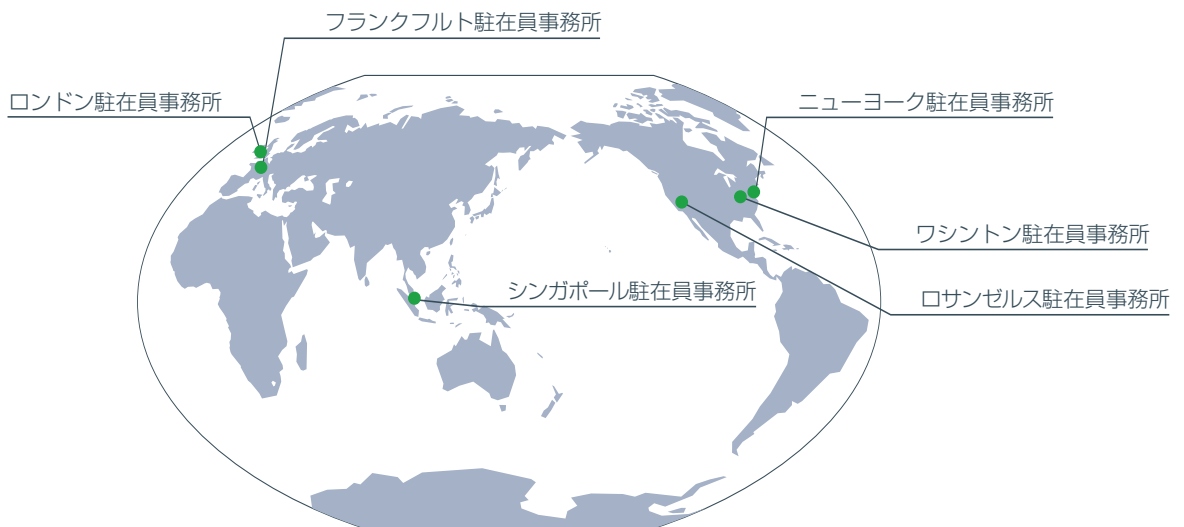 フランクフルト駐在員事務所
ロンドン駐在員事務所
ニューヨーク駐在員事務所
ワシントン駐在員事務所
シンガポール駐在員事務所
ロサンゼルス駐在員事務所